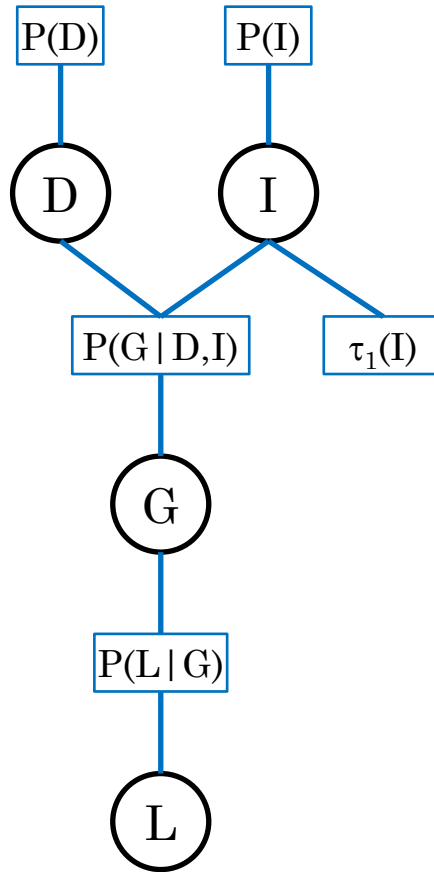 P(D)
P(I)
D
I
P(G|D,I)
τ₁(I)
G
P(L|G)
L